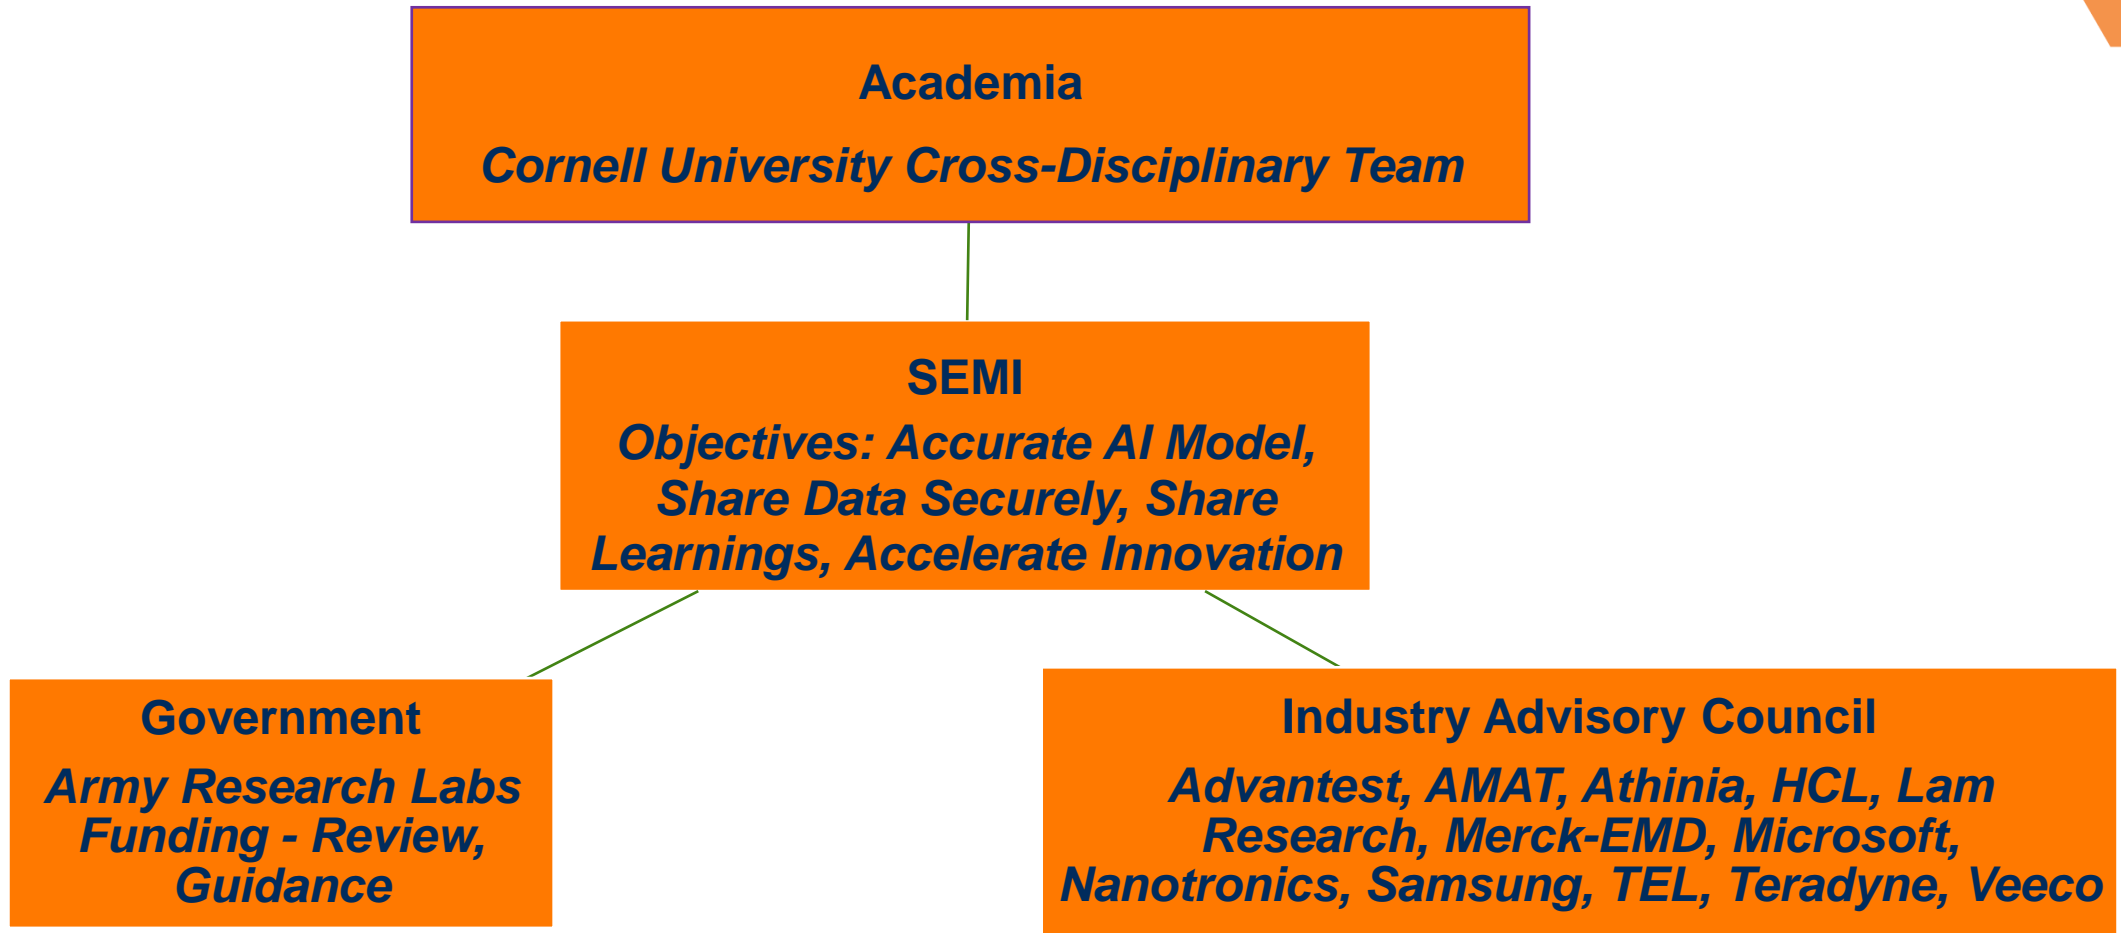 Academia
Cornell University Cross-Disciplinary Team
SEMI
Objectives: Accurate AI Model,
Share Data Securely, Share
Learnings, Accelerate Innovation
Government
Army Research Labs
Funding - Review,
Guidance
Industry Advisory Council
Advantest, AMAT, Athinia, HCL, Lam
Research, Merck-EMD, Microsoft,
Nanotronics, Samsung, TEL, Teradyne, Veeco